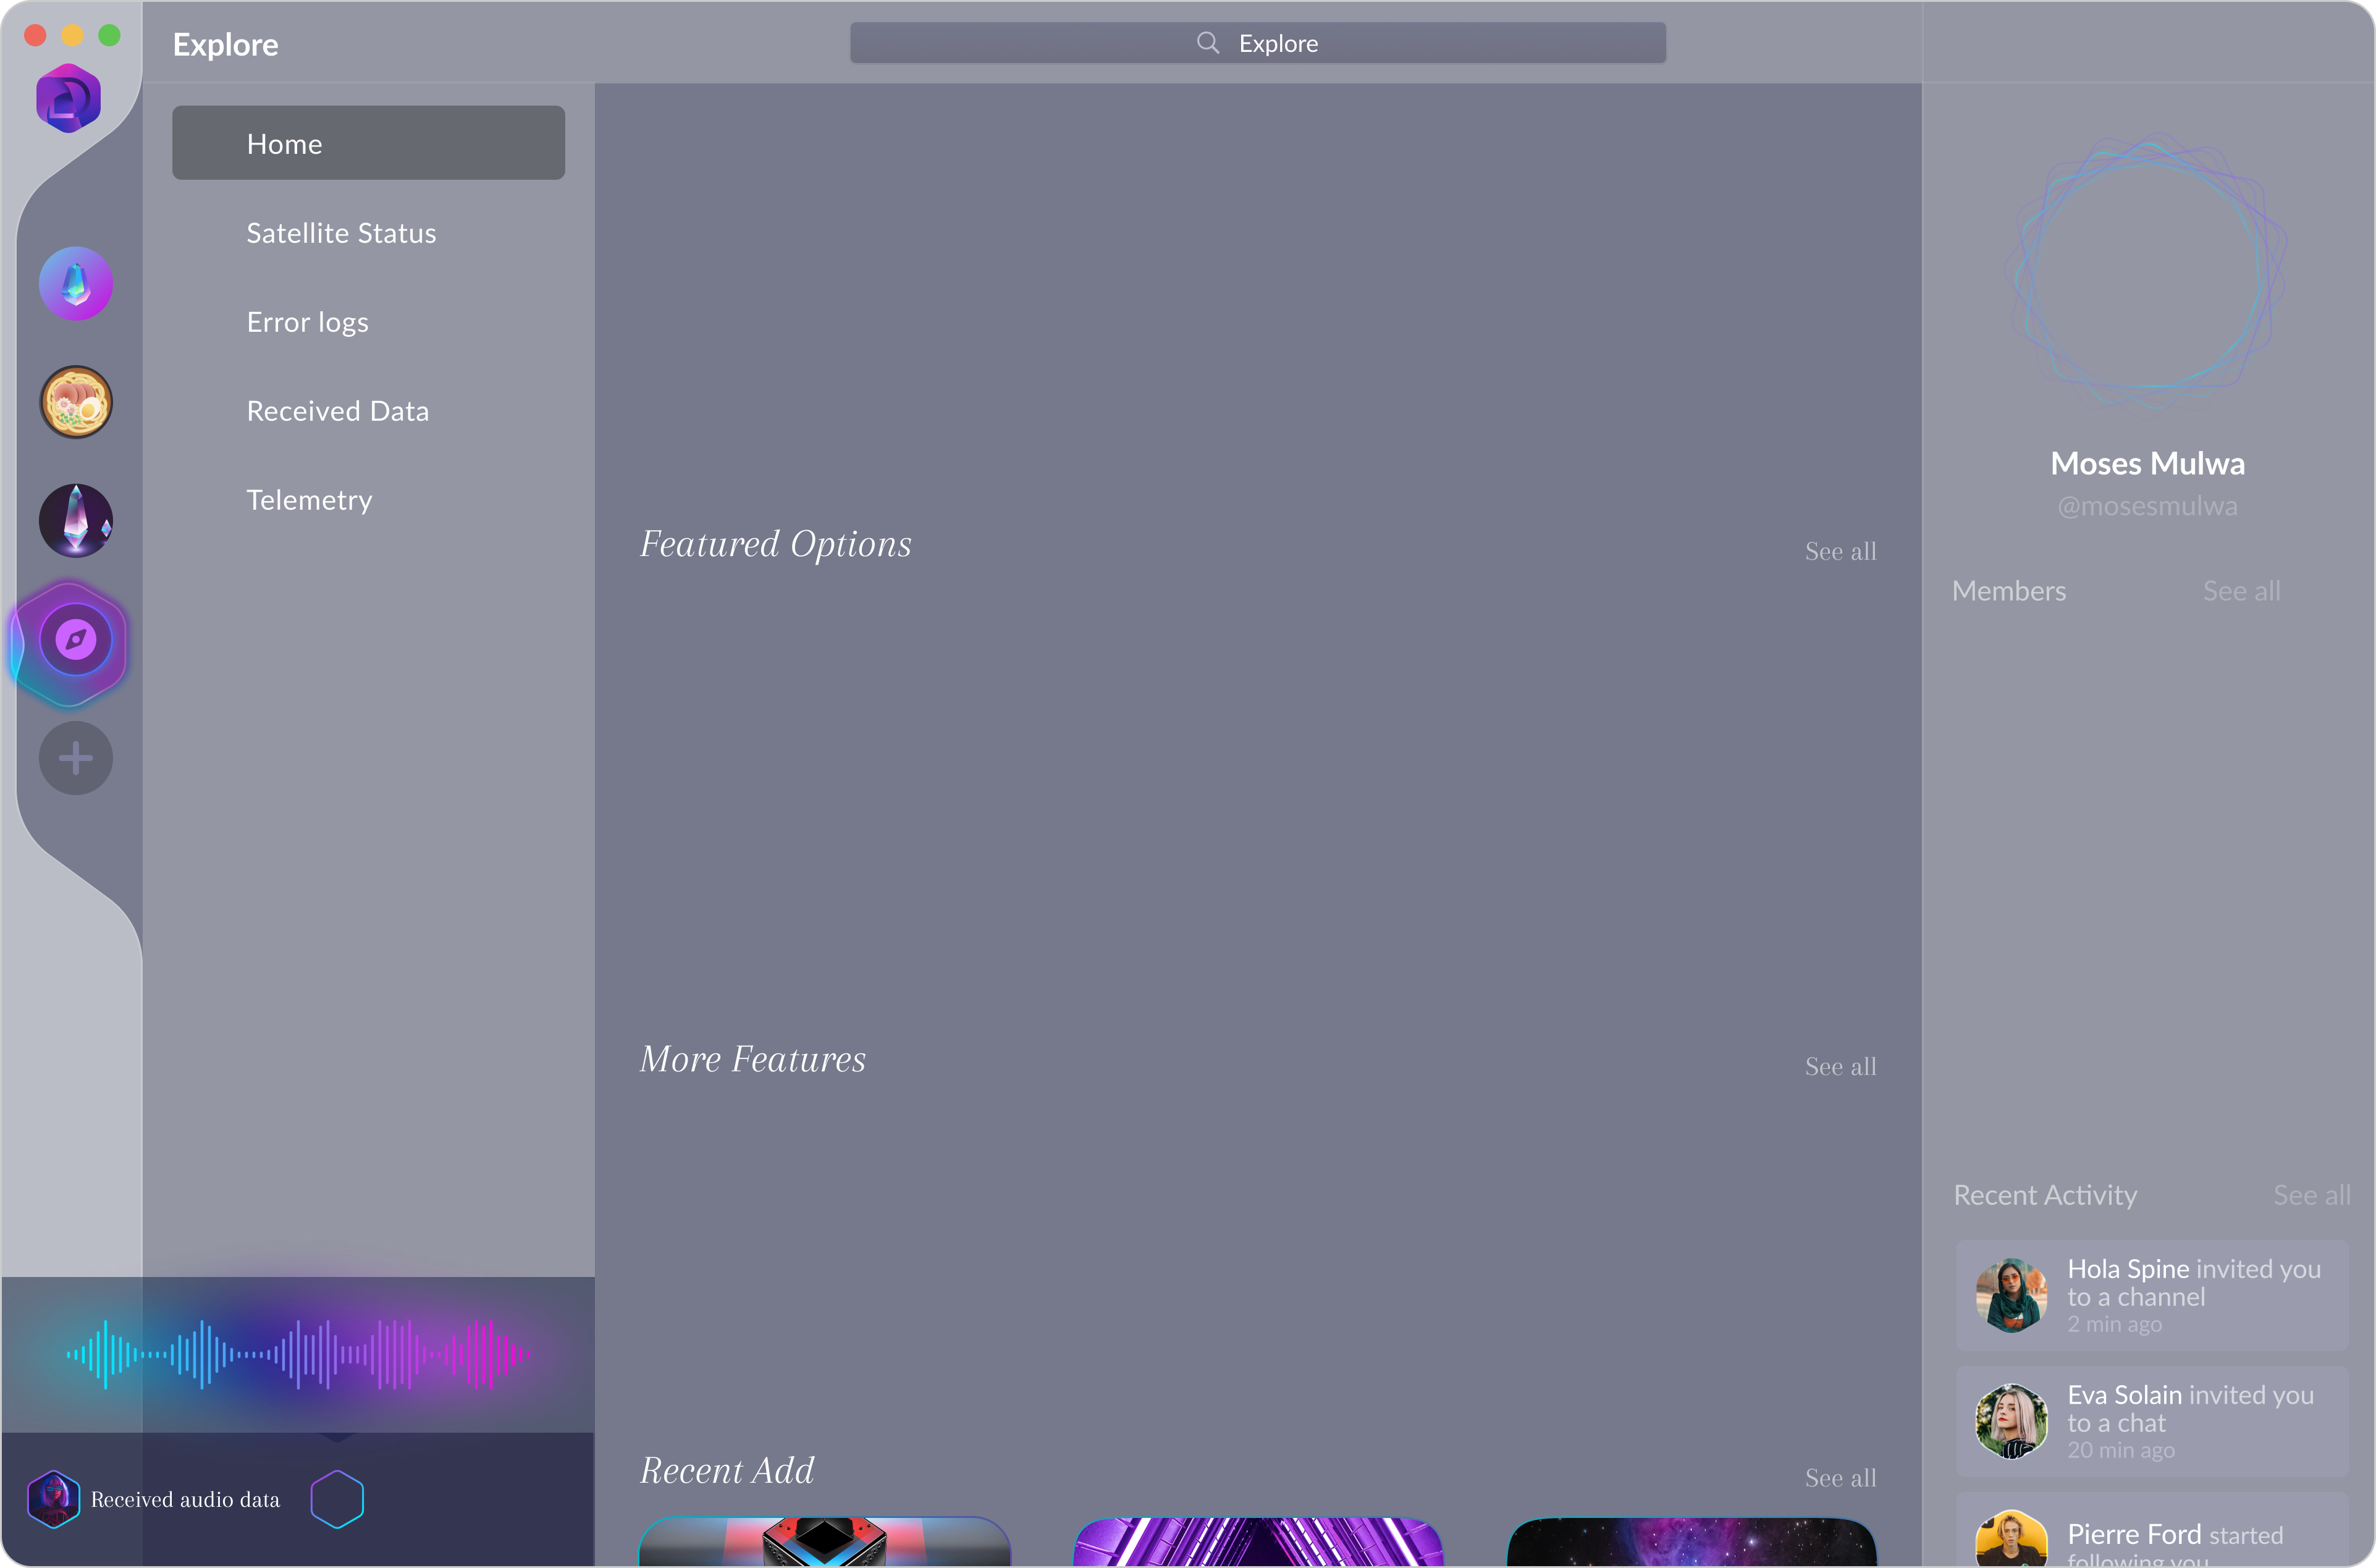 Explore
Explore
Home
Satellite Status
Error logs
Received Data
Telemetry
Received audio data
Featured Options
See all
More Features
See all
Recent Add
See all
Moses Mulwa
@mosesmulwa
Members
See all
Recent Activity
See all
Hola Spine invited you
to a channel
2 min ago
Eva Solain invited you
to a chat
20 min ago
Pierre Ford started
following you